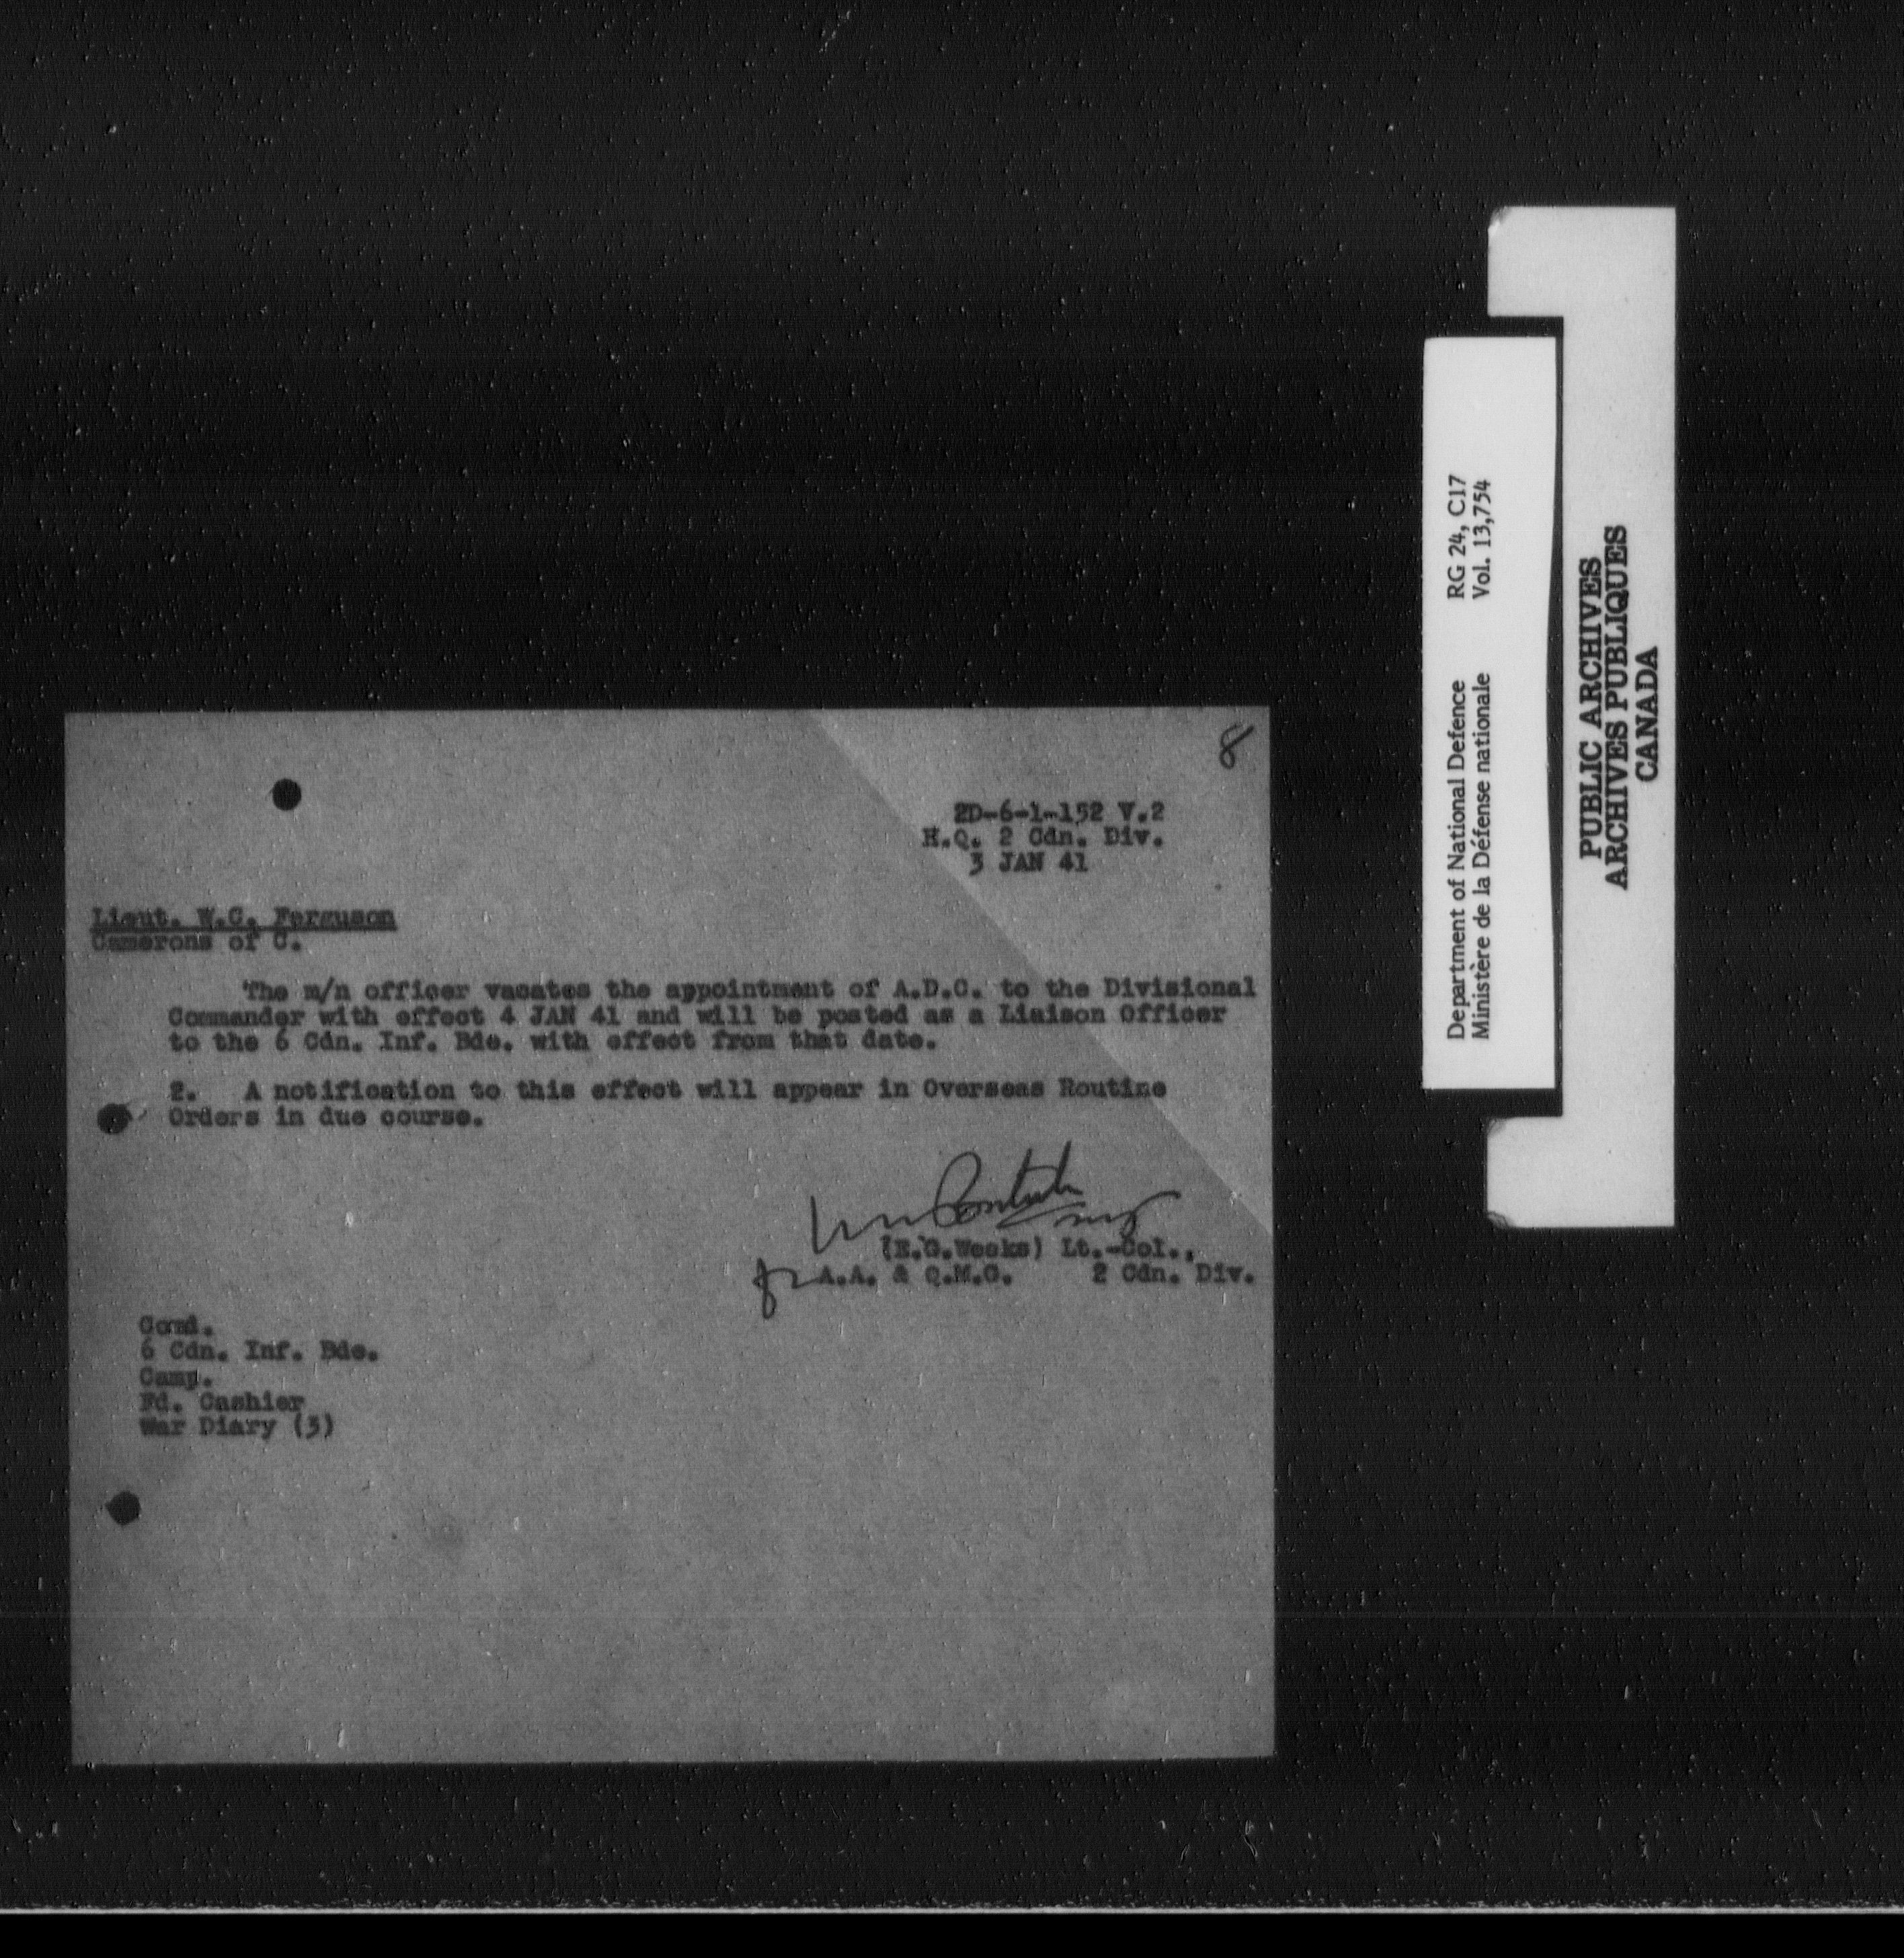 8
2D-6-1-152 V.2
H.Q. 2 Cdn. Div.
3 JAN 41
Lieut. W.C. Ferguson
Camerons of C.
The m/n officer vacates the appointment of A.D.C. to the Divisional
Commander with effect 4 JAN 41 and will be posted as a Liaison Officer
to the 6 Cdn. Inf. Bde. with effect from that date.
2. A notification to this effect will appear in Overseas Routine
Orders in due course.
(E.G.Weeks) Lt.-Col.,
for A.A. & Q.M.G. 2 Cdn. Div.
Comd.
6 Cdn. Inf. Bde.
Camp.
Fd. Cashier
War Diary (3)
Department of National Defence RG 24, C17
Ministère de la Défense nationale Vol. 13,754
PUBLIC ARCHIVES
ARCHIVES PUBLIQUES
CANADA